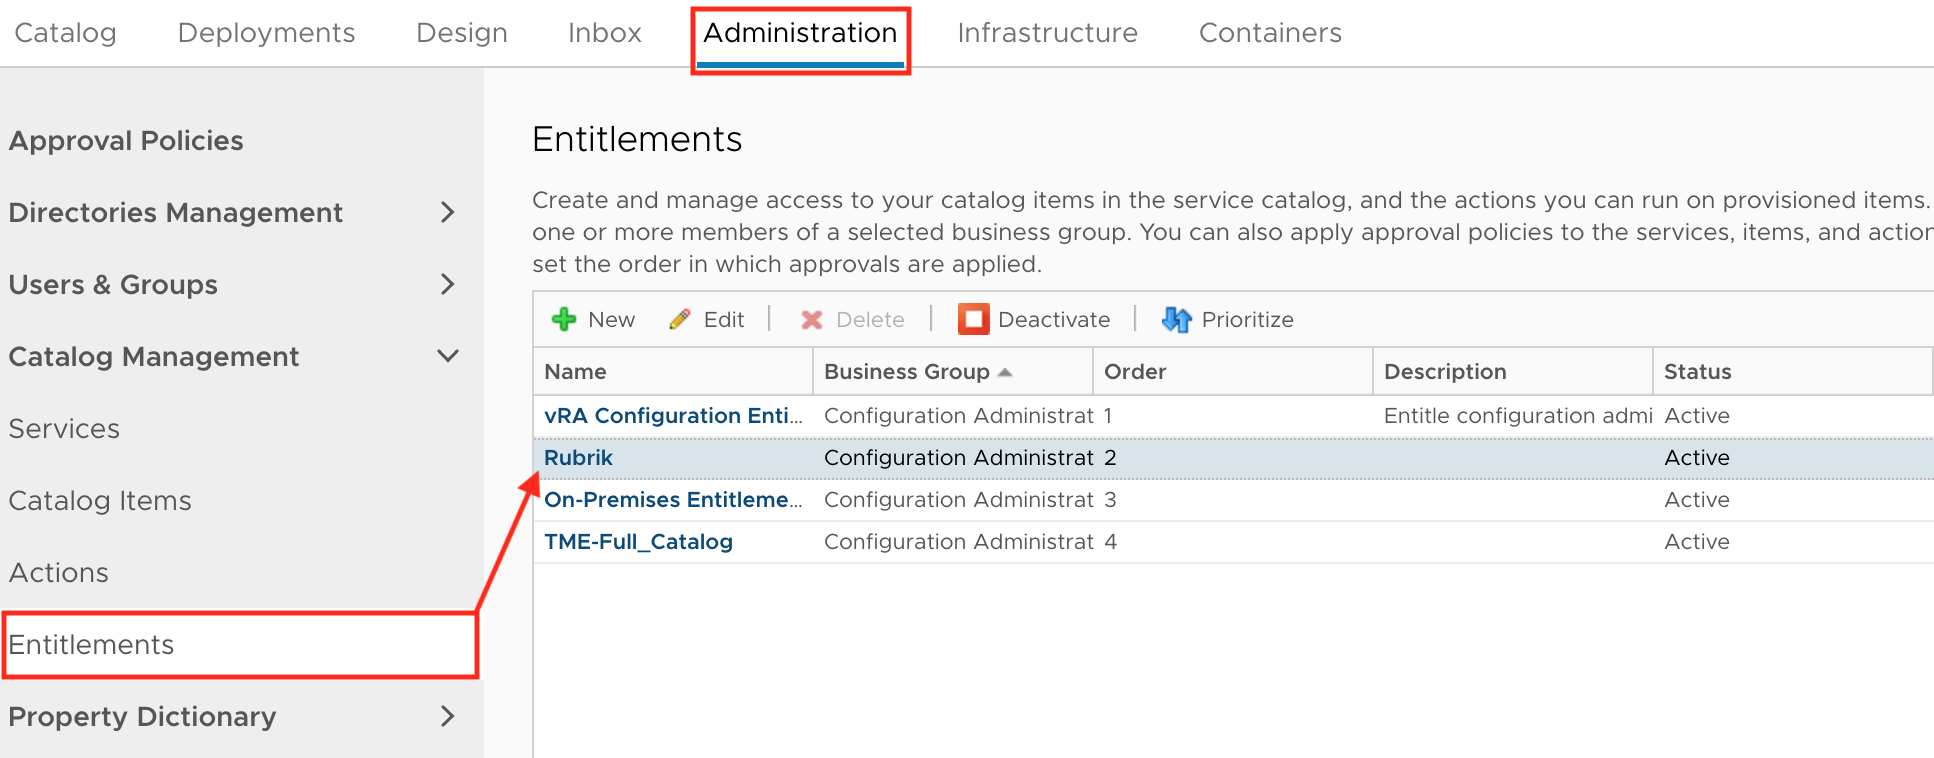 Catalog Deployments Design Inbox Administration Infrastructure Containers
Approval Policies
Directories Management
Users & Groups
Catalog Management
Services
Catalog Items
Actions
Entitlements
Property Dictionary
Entitlements
Create and manage access to your catalog items in the service catalog, and the actions you can run on provisioned items.
one or more members of a selected business group. You can also apply approval policies to the services, items, and action
set the order in which approvals are applied.
New Edit Delete Deactivate Prioritize
Name Business Group Order Description Status
vRA Configuration Enti... Configuration Administrat 1 Entitle configuration admi Active
Rubrik Configuration Administrat 2 Active
On-Premises Entitleme... Configuration Administrat 3 Active
TME-Full_Catalog Configuration Administrat 4 Active